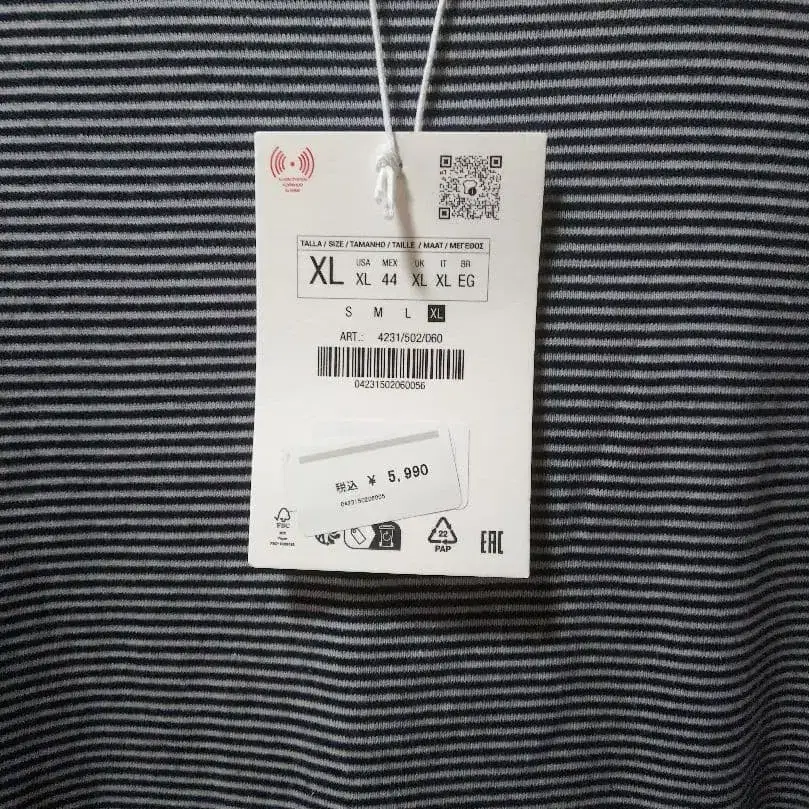 TALLA / SIZE / TAMANHO / TAILLE / MAAT / ΜΕΓΕΘΟΣ
USA MEX UK IT BR
XL XL 44 XL XL EG
S M L XL
ART.: 4231/502/060
04231502060056
税込 ¥ 5,990
FSC
22
PAP
EAC